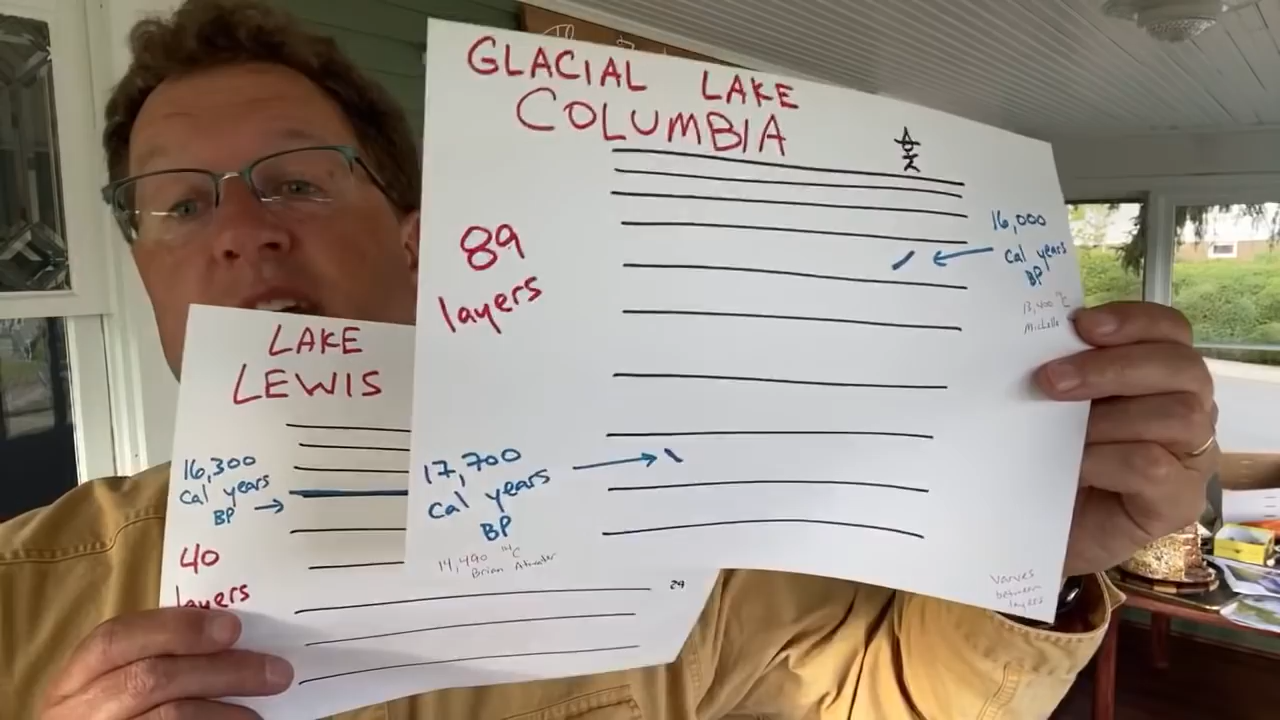 GLACIAL LAKE
COLUMBIA
89
layers
16,000
Cal years
BP
13,400 ¹⁴C
Michelle
17,700
Cal years
BP
14,490 ¹⁴C
Brian Atwater
Varves
between
layers
LAKE
LEWIS
16,300
Cal years
BP
40
layers
29